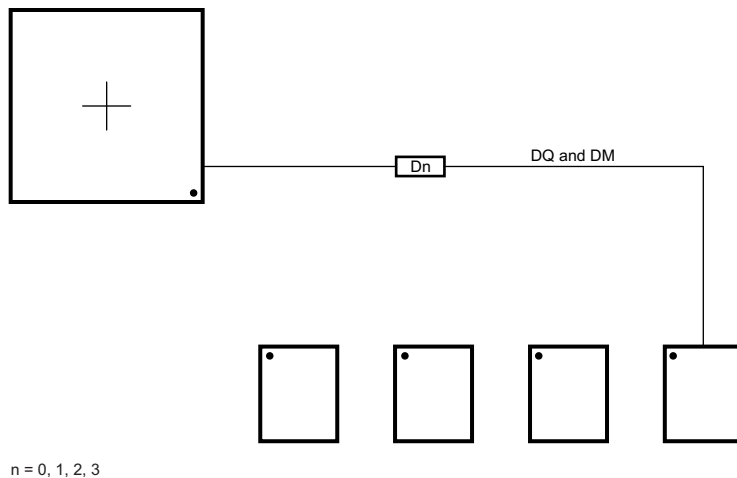 Dn
DQ and DM
n = 0, 1, 2, 3